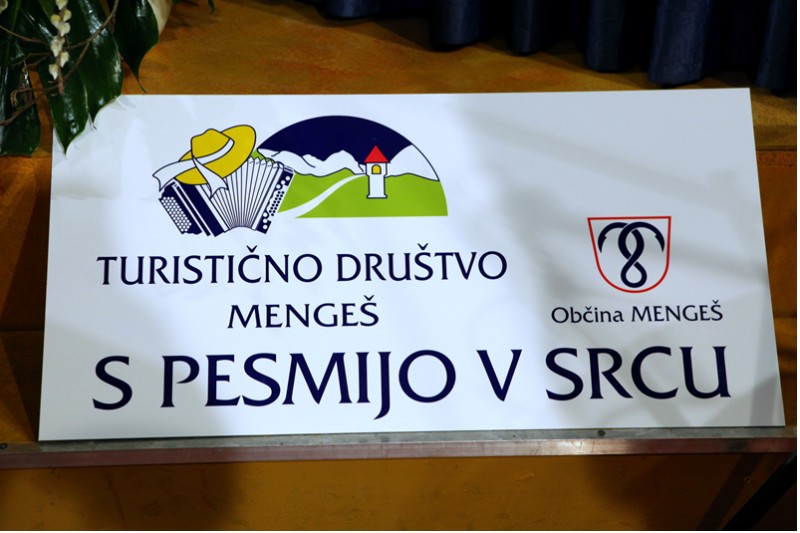 TURISTIČNO DRUŠTVO
MENGEŠ
Občina MENGEŠ
S PESMIJO V SRCU